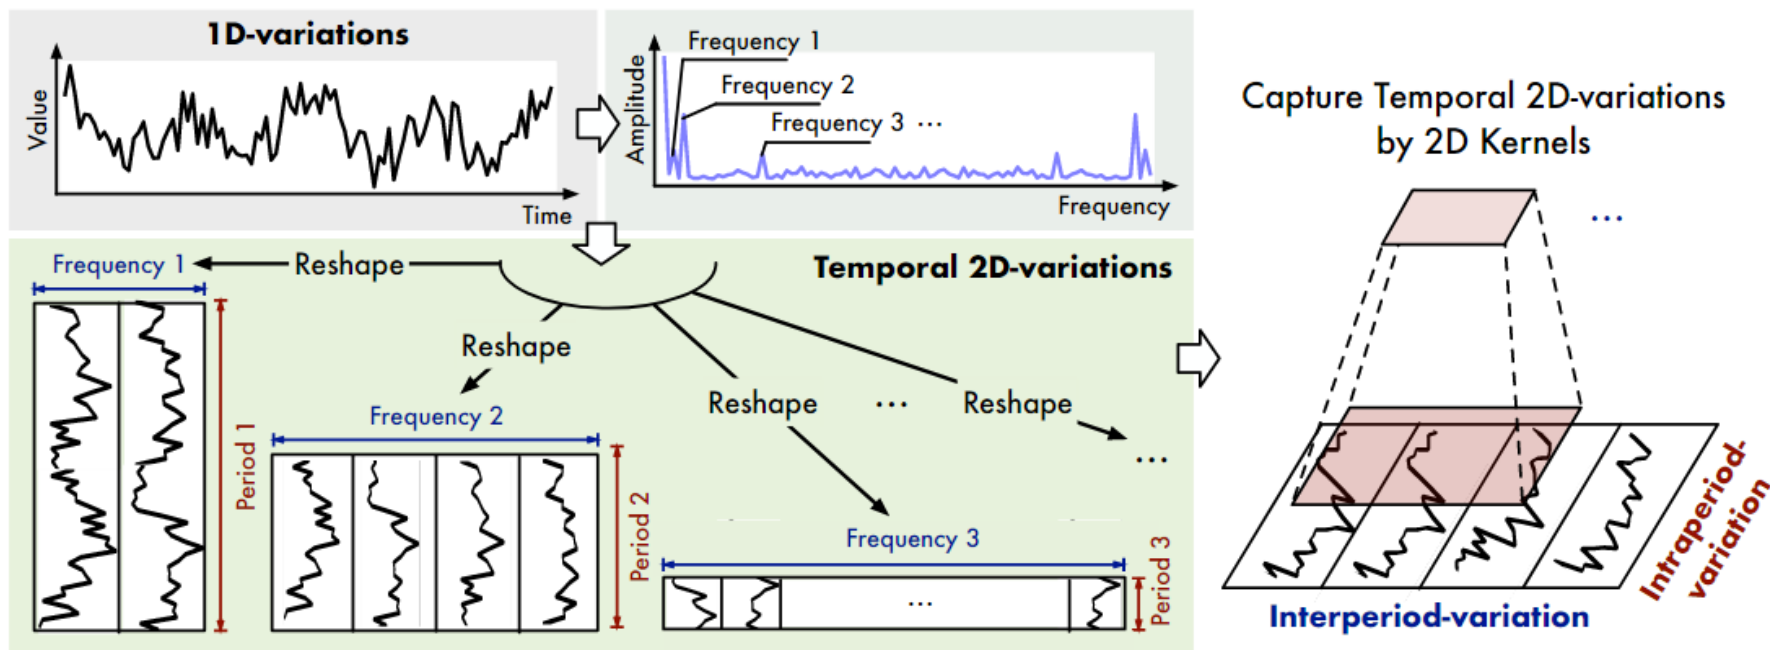 1D-variations
Value
Time
Amplitude
Frequency 1
Frequency 2
Frequency 3 ...
Frequency
Capture Temporal 2D-variations
by 2D Kernels
...
Temporal 2D-variations
Frequency 1
Reshape
Period 1
Reshape
Frequency 2
Period 2
Reshape
...
Reshape
...
Frequency 3
...
Period 3
Interperiod-variation
Intraperiod-
variation